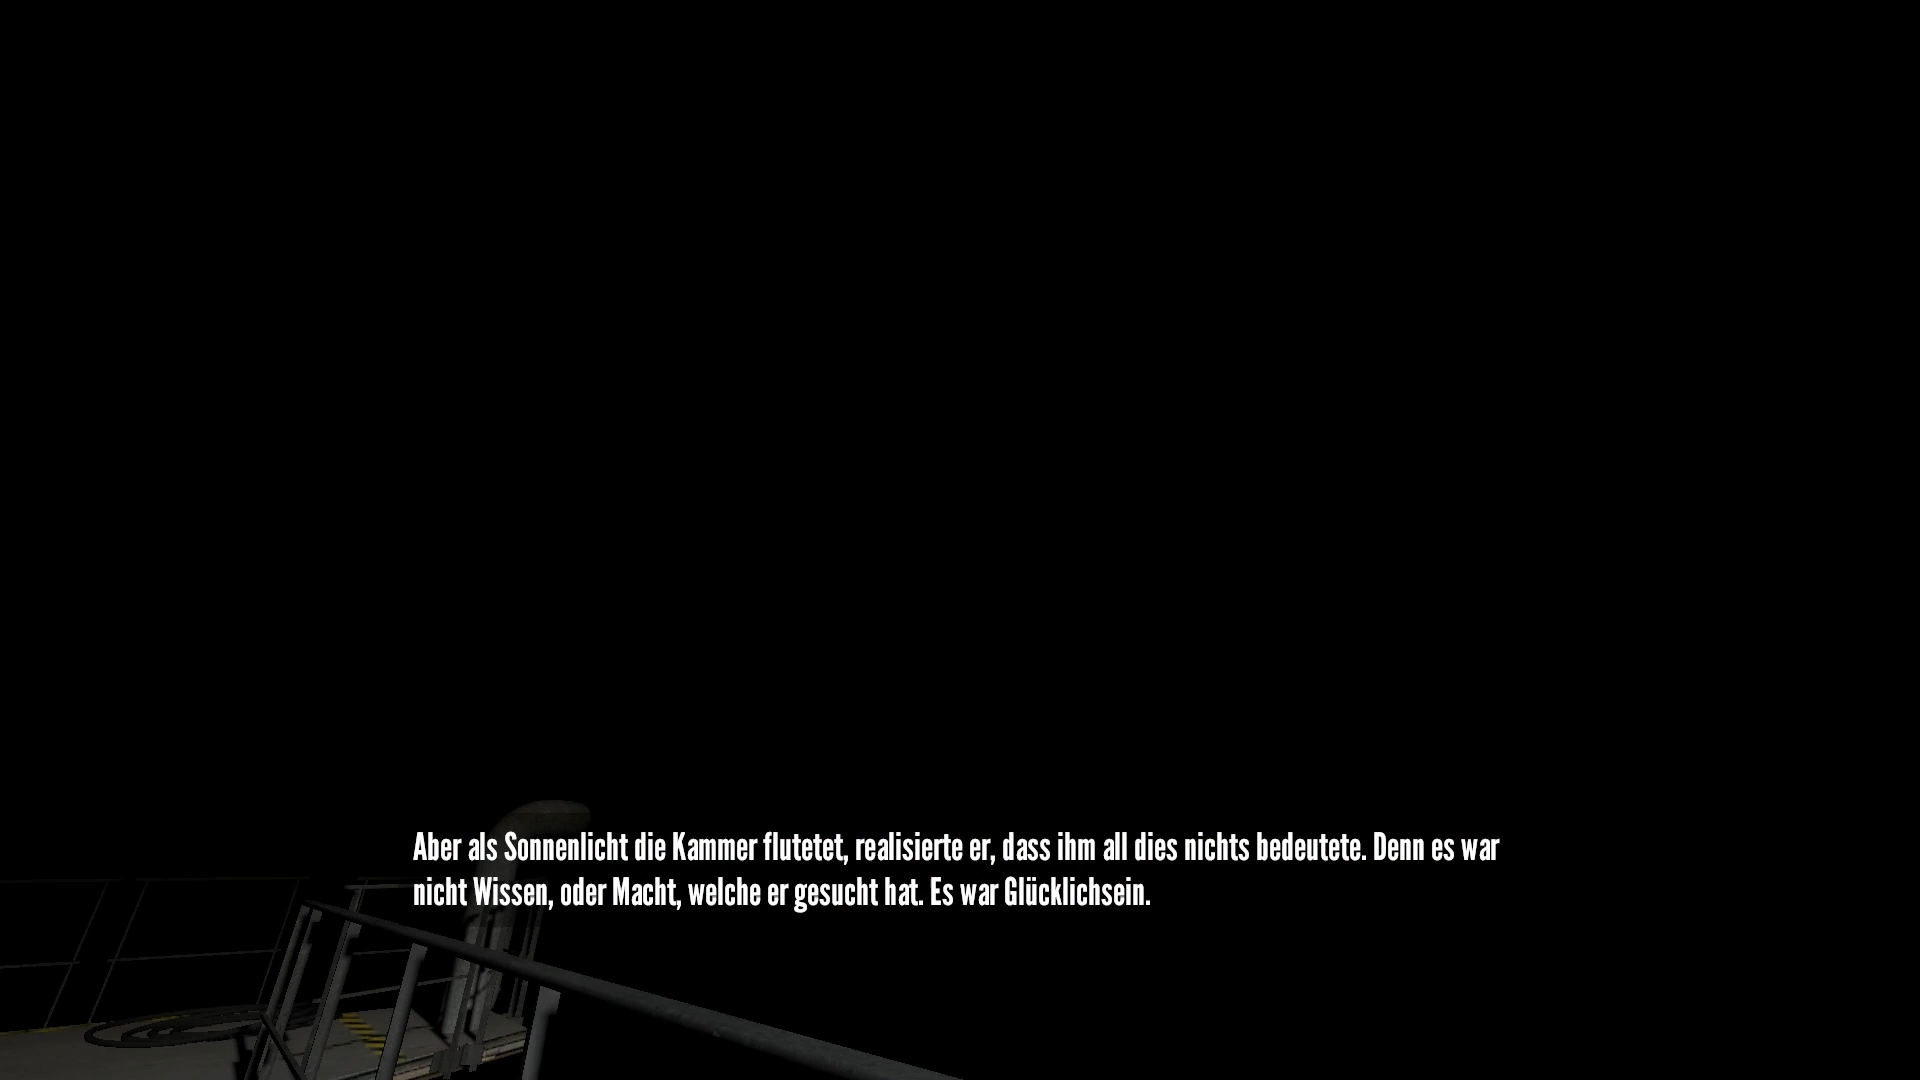 Aber als Sonnenlicht die Kammer flutetet, realisierte er, dass ihm all dies nichts bedeutete. Denn es war
nicht Wissen, oder Macht, welche er gesucht hat. Es war Glücklichsein.